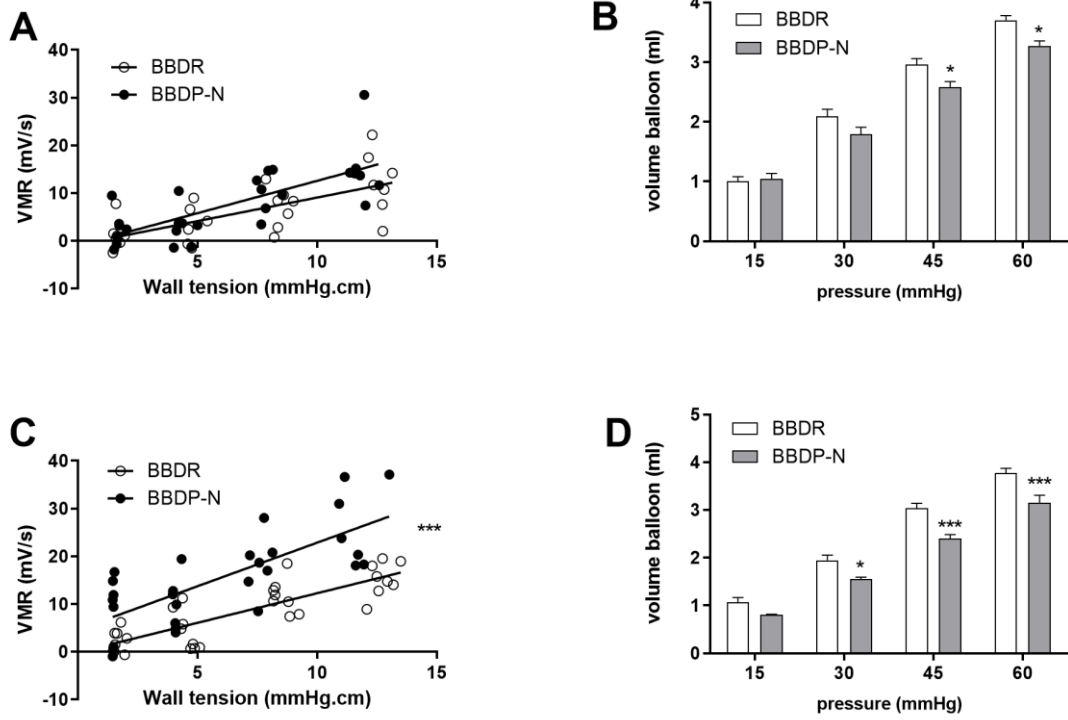 A
BBDR
BBDP-N
VMR (mV/s)
40
30
20
10
0
-10
5
10
15
Wall tension (mmHg.cm)
B
BBDR
BBDP-N
volume balloon (ml)
4
3
2
1
0
*
*
15
30
45
60
pressure (mmHg)
C
BBDR
BBDP-N
VMR (mV/s)
40
30
20
10
0
-10
***
5
10
15
Wall tension (mmHg.cm)
D
BBDR
BBDP-N
volume balloon (ml)
5
4
3
2
1
0
*
***
***
15
30
45
60
pressure (mmHg)